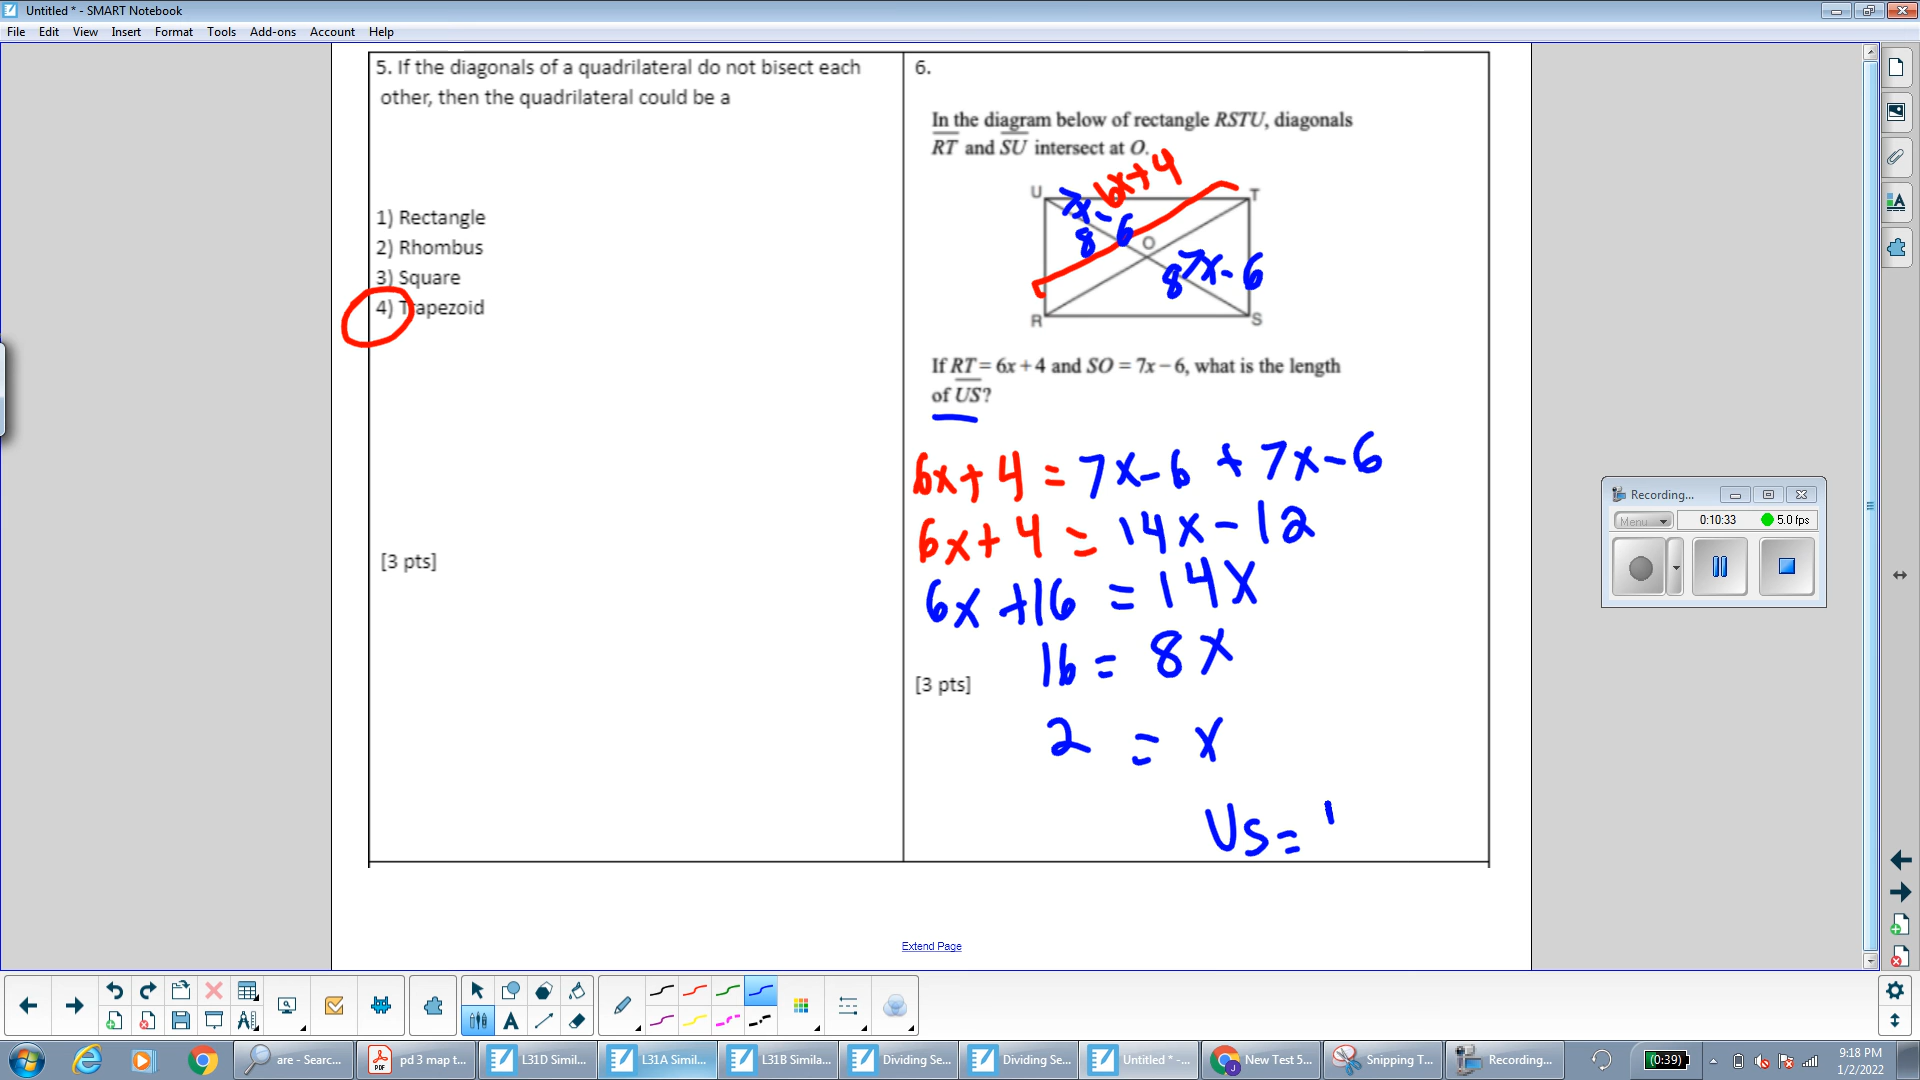 Untitled * - SMART Notebook
File Edit View Insert Format Tools Add-ons Account Help
5. If the diagonals of a quadrilateral do not bisect each
other, then the quadrilateral could be a
1) Rectangle
2) Rhombus
3) Square
4) Trapezoid
[3 pts]
6.
In the diagram below of rectangle RSTU, diagonals
RT and SU intersect at O.
6x+4
U
T
7x-6
8
O
7x-6
8
R
S
If RT = 6x + 4 and SO = 7x − 6, what is the length
of US?
6x+4 = 7x-6 + 7x-6
6x+4 = 14x-12
6x+16 = 14x
16 = 8x
[3 pts]
2 = x
US =
Extend Page
Recording...
Menu
0:10:33
5.0 fps
are - Searc...
pd 3 map t...
L31D Simil...
L31A Simil...
L31B Simila...
Dividing Se...
Dividing Se...
Untitled * -...
New Test 5...
Snipping T...
Recording...
(0:39)
9:18 PM
1/2/2022